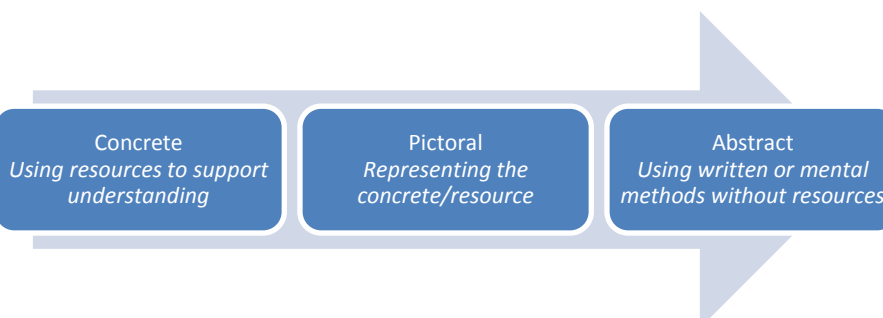 Concrete
Using resources to support
understanding
Pictoral
Representing the
concrete/resource
Abstract
Using written or mental
methods without resources